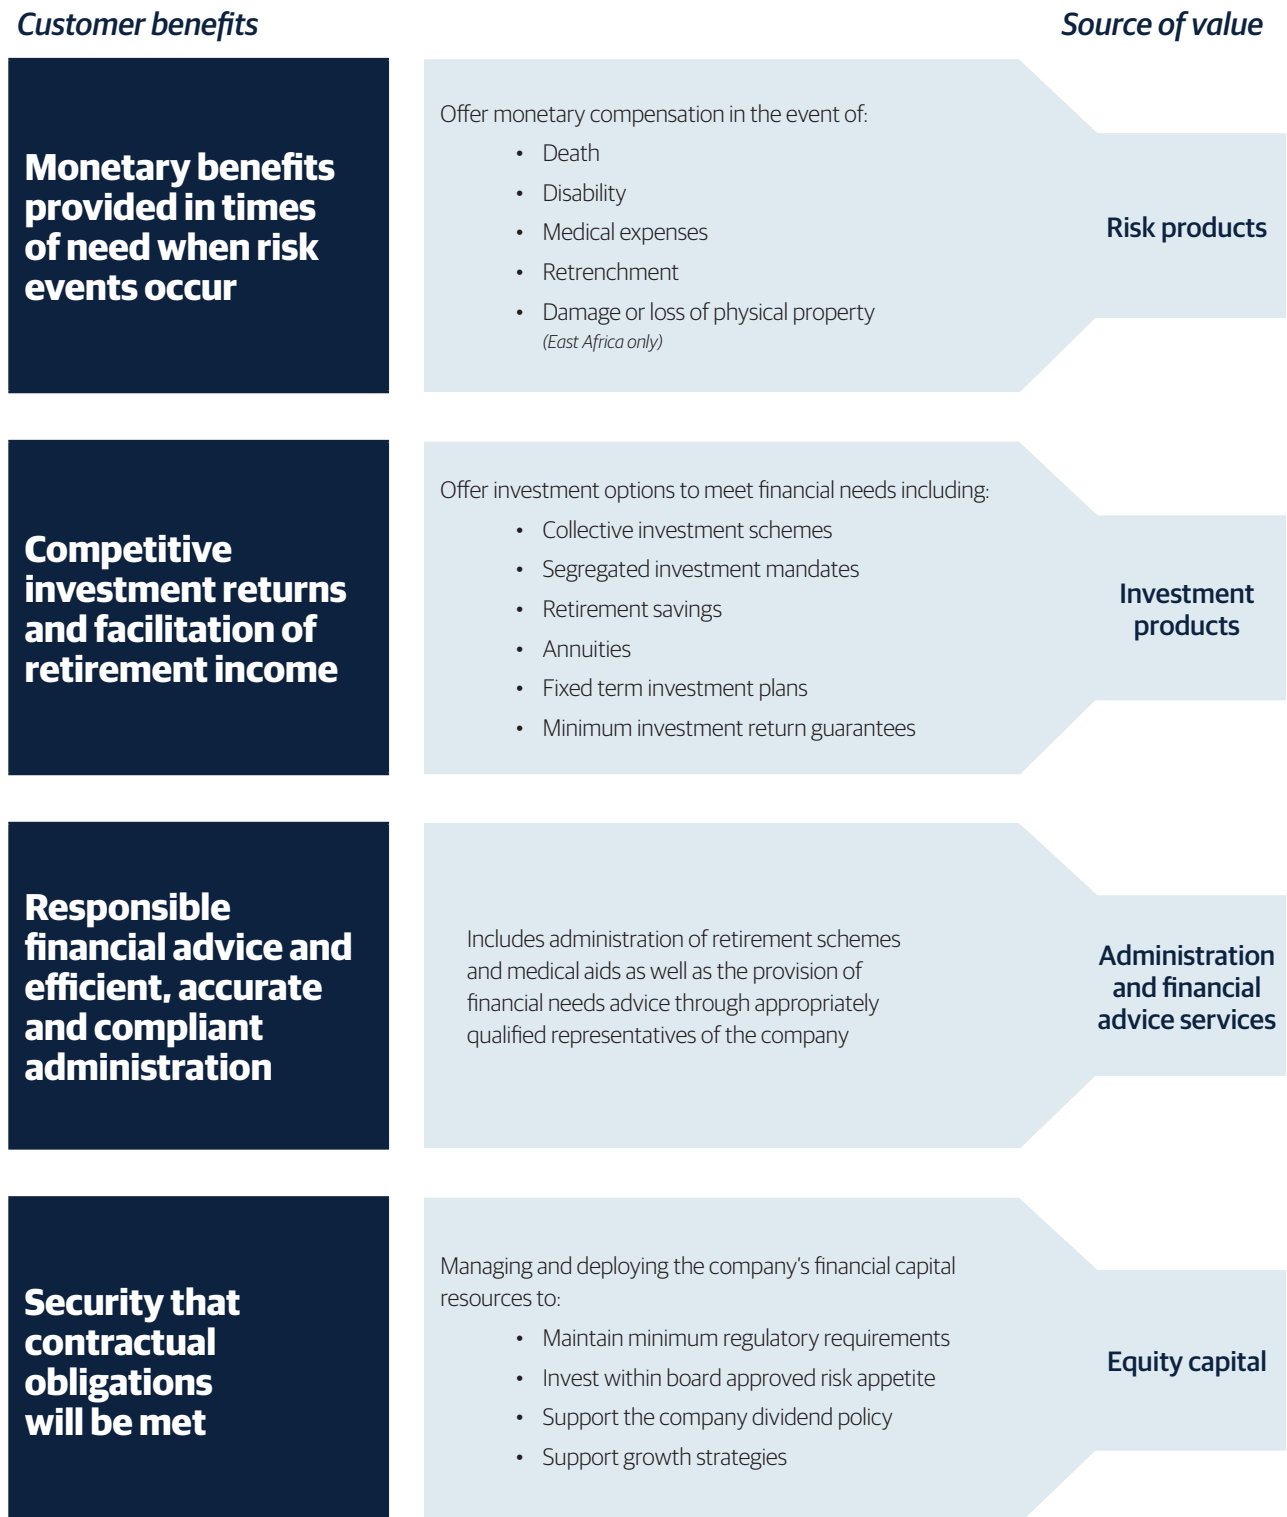 Customer benefits
Source of value
Monetary benefits
provided in times
of need when risk
events occur
Offer monetary compensation in the event of:
• Death
• Disability
• Medical expenses
• Retrenchment
• Damage or loss of physical property
(East Africa only)
Risk products
Competitive
investment returns
and facilitation of
retirement income
Offer investment options to meet financial needs including:
• Collective investment schemes
• Segregated investment mandates
• Retirement savings
• Annuities
• Fixed term investment plans
• Minimum investment return guarantees
Investment
products
Responsible
financial advice and
efficient, accurate
and compliant
administration
Includes administration of retirement schemes
and medical aids as well as the provision of
financial needs advice through appropriately
qualified representatives of the company
Administration
and financial
advice services
Security that
contractual
obligations
will be met
Managing and deploying the company's financial capital
resources to:
• Maintain minimum regulatory requirements
• Invest within board approved risk appetite
• Support the company dividend policy
• Support growth strategies
Equity capital